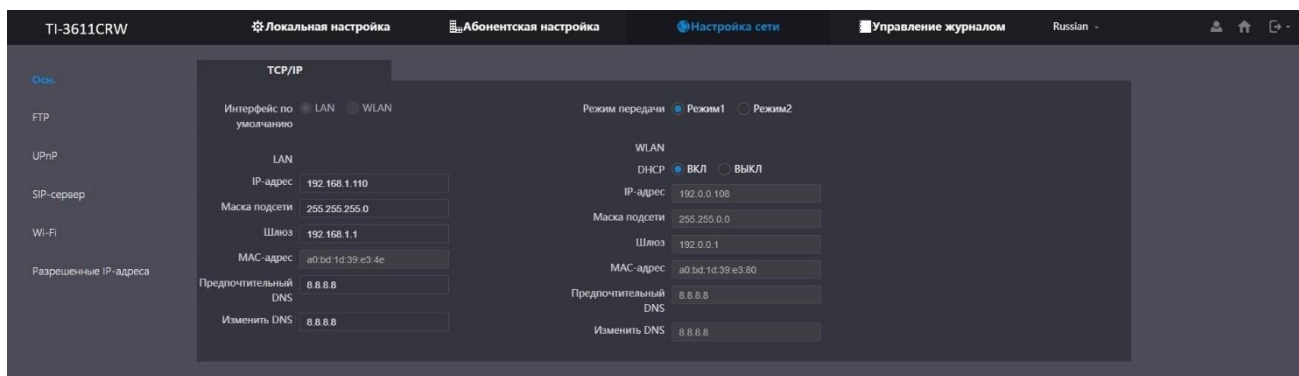 TI-3611CRW
Локальная настройка
Абонентская настройка
Настройка сети
Управление журналом
Russian
Осн.
FTP
UPnP
SIP-сервер
Wi-Fi
Разрешенные IP-адреса
TCP/IP
Интерфейс по умолчанию LAN WLAN
LAN
IP-адрес 192.168.1.110
Маска подсети 255.255.255.0
Шлюз 192.168.1.1
MAC-адрес a0:bd:1d:39:e3:4e
Предпочтительный DNS 8.8.8.8
Изменить DNS 8.8.8.8
Режим передачи Режим1 Режим2
WLAN
DHCP ВКЛ ВЫКЛ
IP-адрес 192.0.0.108
Маска подсети 255.255.0.0
Шлюз 192.0.0.1
MAC-адрес a0:bd:1d:39:e3:80
Предпочтительный DNS 8.8.8.8
Изменить DNS 8.8.8.8